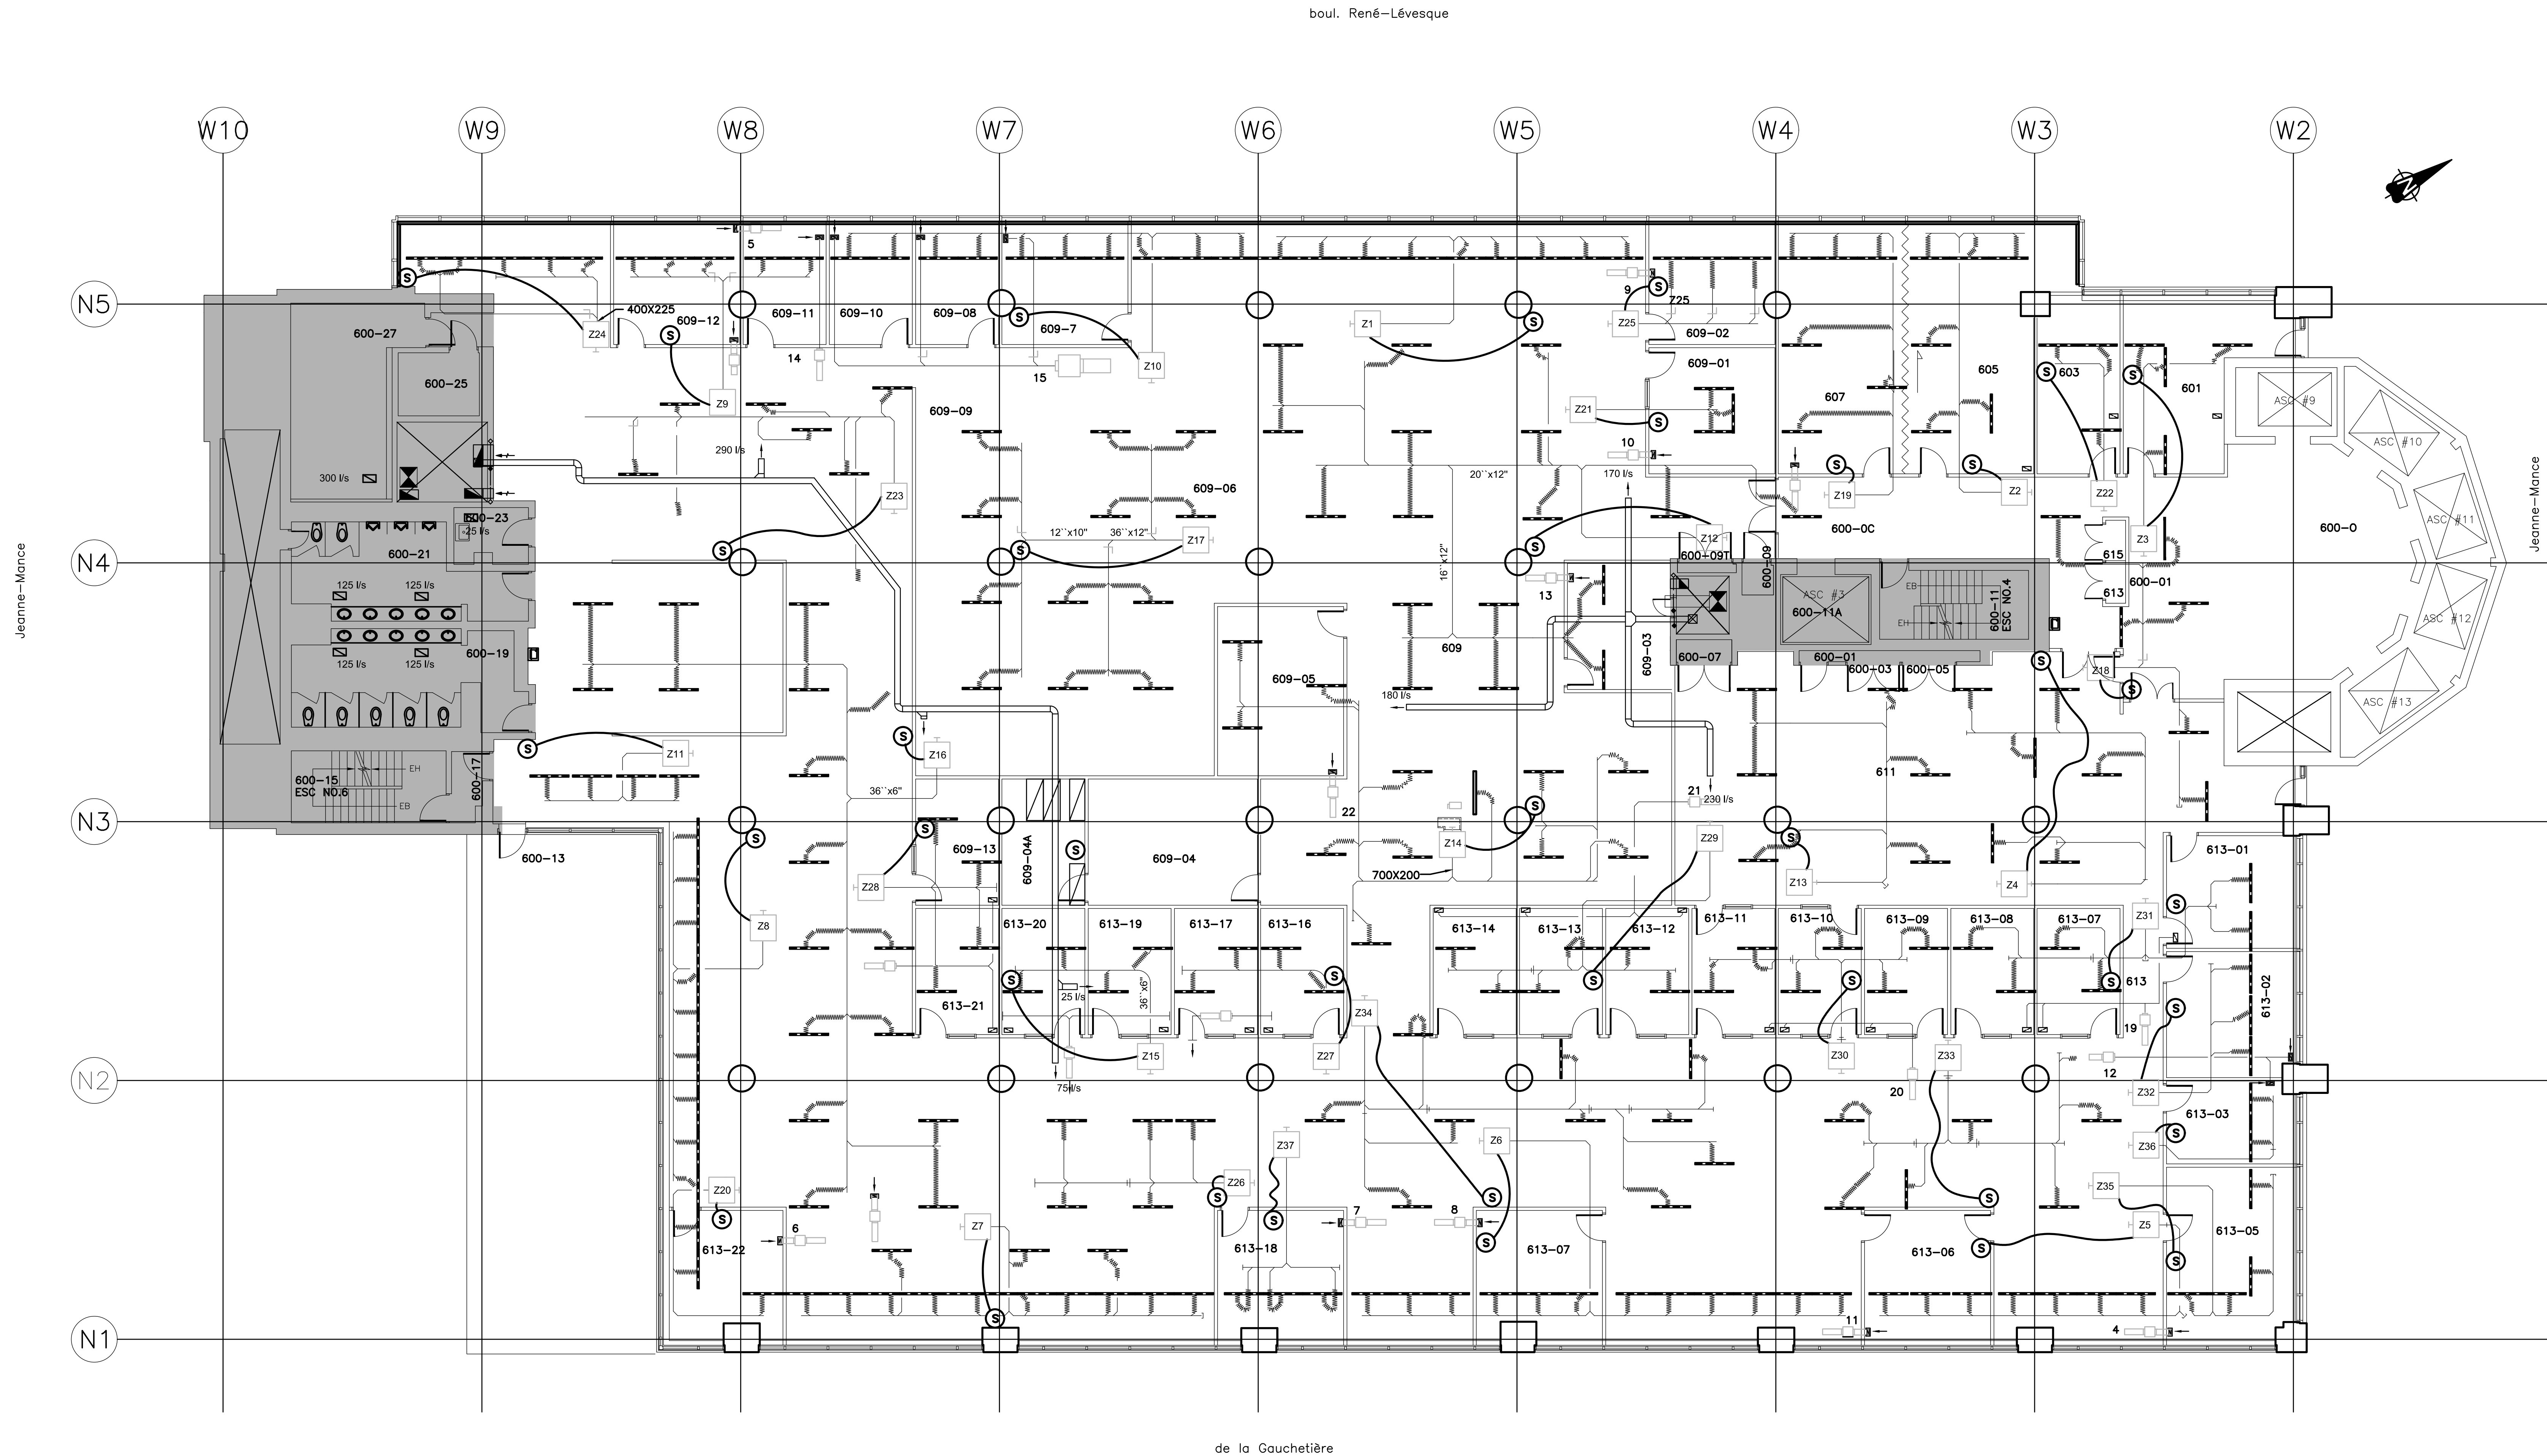 boul. René-Lévesque
W10 W9 W8 W7 W6 W5 W4 W3 W2
N
5
N5
S
400X225
Z24
600-27
609-12
S
609-11
609-10
609-08
S
609-7
Z1
S
9
S
Z25
Z25
609-02
14
15
Z10
600-25
Z9
609-01
603
S
S
605
601
607
ASC #9
609-09
Z21
S
ASC #10
290 l/s
10
170 l/s
20``x12"
300 l/s
S
S
Z23
609-06
Z19
Z2
Z22
600-23
25 l/s
600-0C
600-0
ASC #11
12``x10"
36``x12"
Z17
Z12
Z3
600-21
S
S
S
600-09T
600-09
615
N4
16``x12"
600-01
125 l/s
125 l/s
13
EB
ASC #3
600-11A
600-11
ESC NO.4
613
EH
ASC #12
609
600-19
125 l/s
125 l/s
609-03
600-07
600-01
600-03
600-05
S
Z18
S
609-05
180 l/s
ASC #13
Jeanne-Mance
Jeanne-Mance
S
Z11
S
Z16
EH
600-15
ESC NO.6
600-17
EB
611
36``x6"
22
21
230 l/s
S
N3
S
S
609-13
609-04A
S
609-04
Z14
Z29
S
600-13
613-01
700X200
Z28
Z13
Z4
Z8
613-20
613-19
613-17
613-16
613-14
613-13
613-12
613-11
613-10
613-09
613-08
613-07
Z31
S
S
S
S
S
S
613
613-02
25 l/s
36``x6"
613-21
Z34
S
19
Z15
Z27
Z30
Z33
12
N2
75 l/s
20
Z32
613-03
S
Z37
Z6
Z36
Z20
Z26
S
S
S
Z35
S
S
7
8
Z7
Z5
613-05
6
613-22
613-18
S
613-07
613-06
S
S
S
11
4
N1
de la Gauchetière